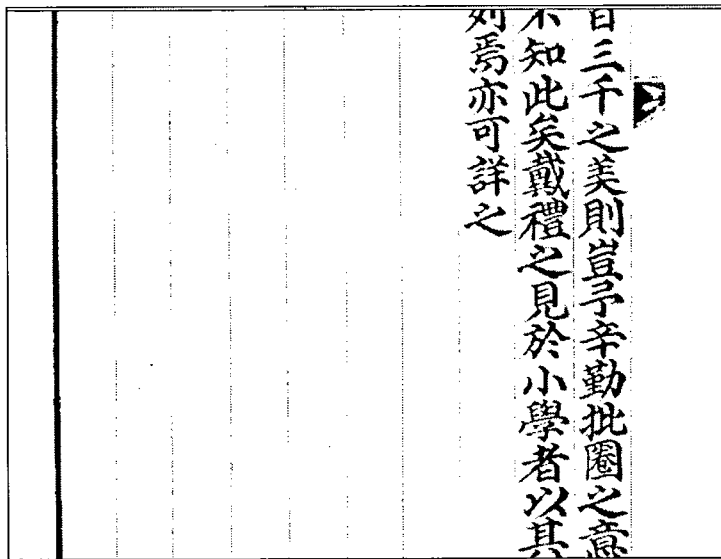 三千之美則豈予辛勤批圈之意
不知此矣戴禮之見於小學者以其
焉亦可詳之